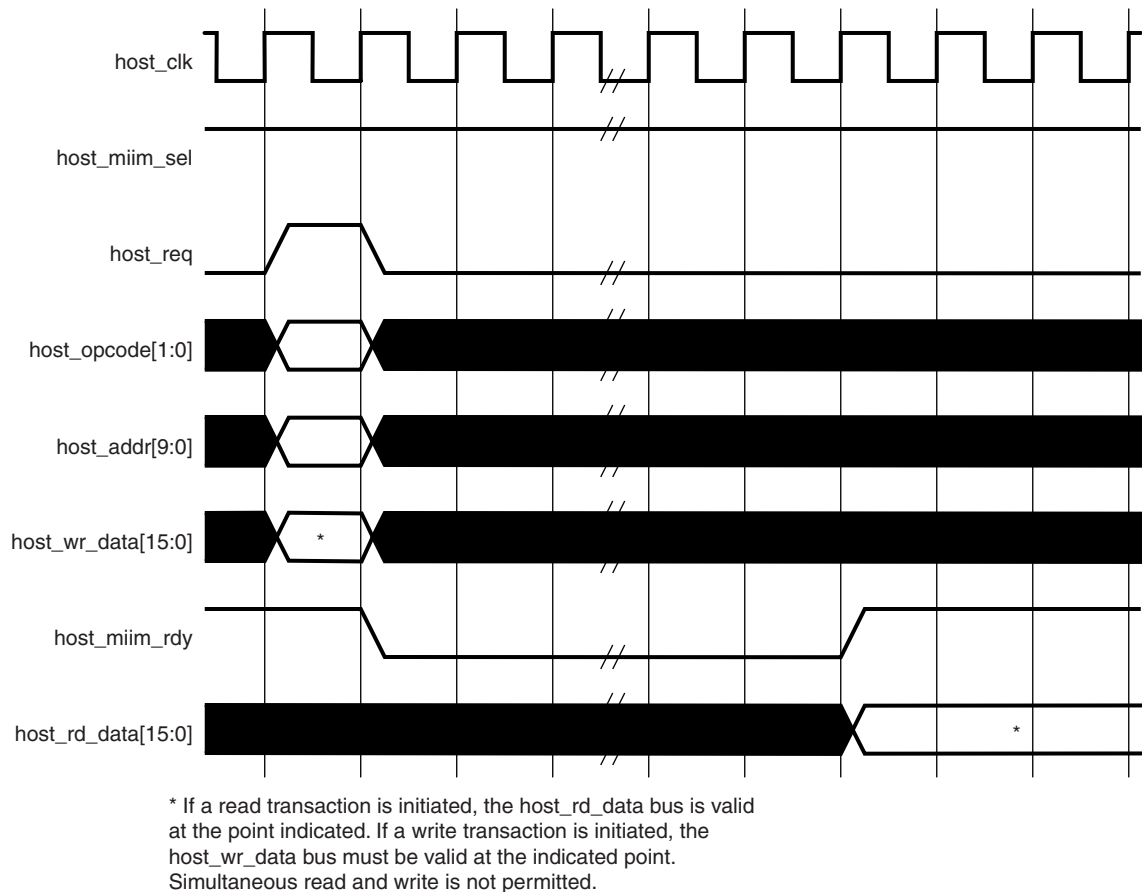 host_clk
host_miim_sel
host_req
host_opcode[1:0]
host_addr[9:0]
host_wr_data[15:0]
*
host_miim_rdy
host_rd_data[15:0]
*
* If a read transaction is initiated, the host_rd_data bus is valid
at the point indicated. If a write transaction is initiated, the
host_wr_data bus must be valid at the indicated point.
Simultaneous read and write is not permitted.